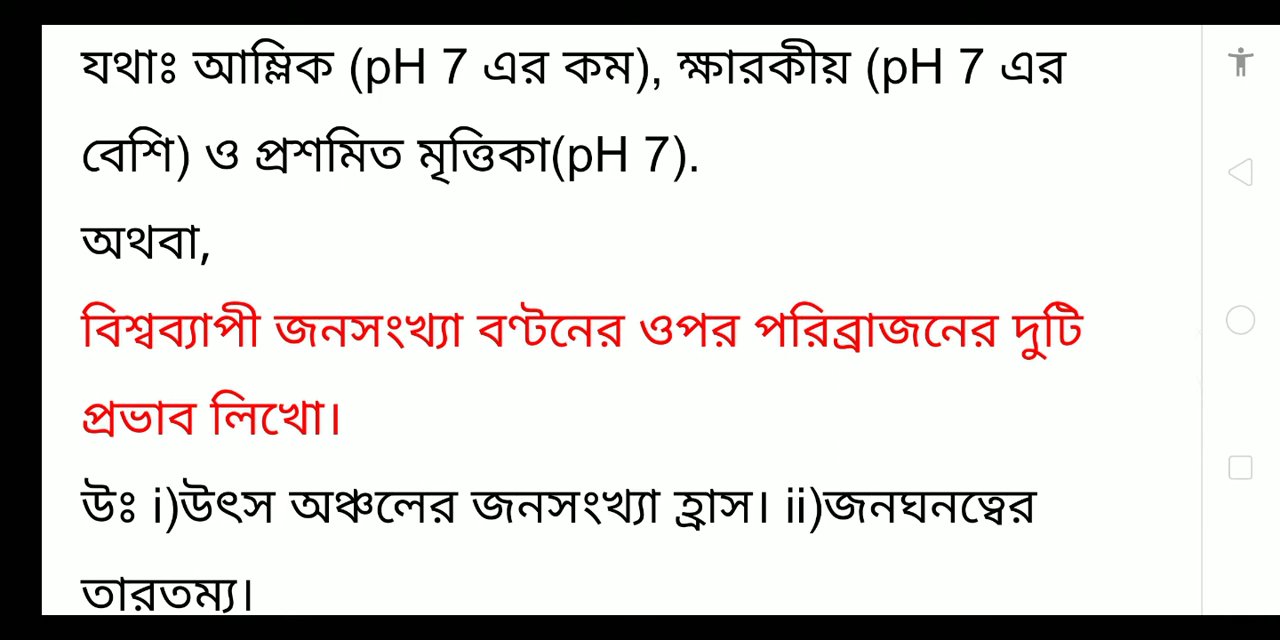 যথাঃ আম্লিক (pH 7 এর কম), ক্ষারকীয় (pH 7 এর
বেশি) ও প্রশমিত মৃত্তিকা(pH 7).
অথবা,
বিশ্বব্যাপী জনসংখ্যা বণ্টনের ওপর পরিব্রাজনের দুটি
প্রভাব লিখো।
উঃ i)উৎস অঞ্চলের জনসংখ্যা হ্রাস। ii)জনঘনত্বের
তারতম্য।